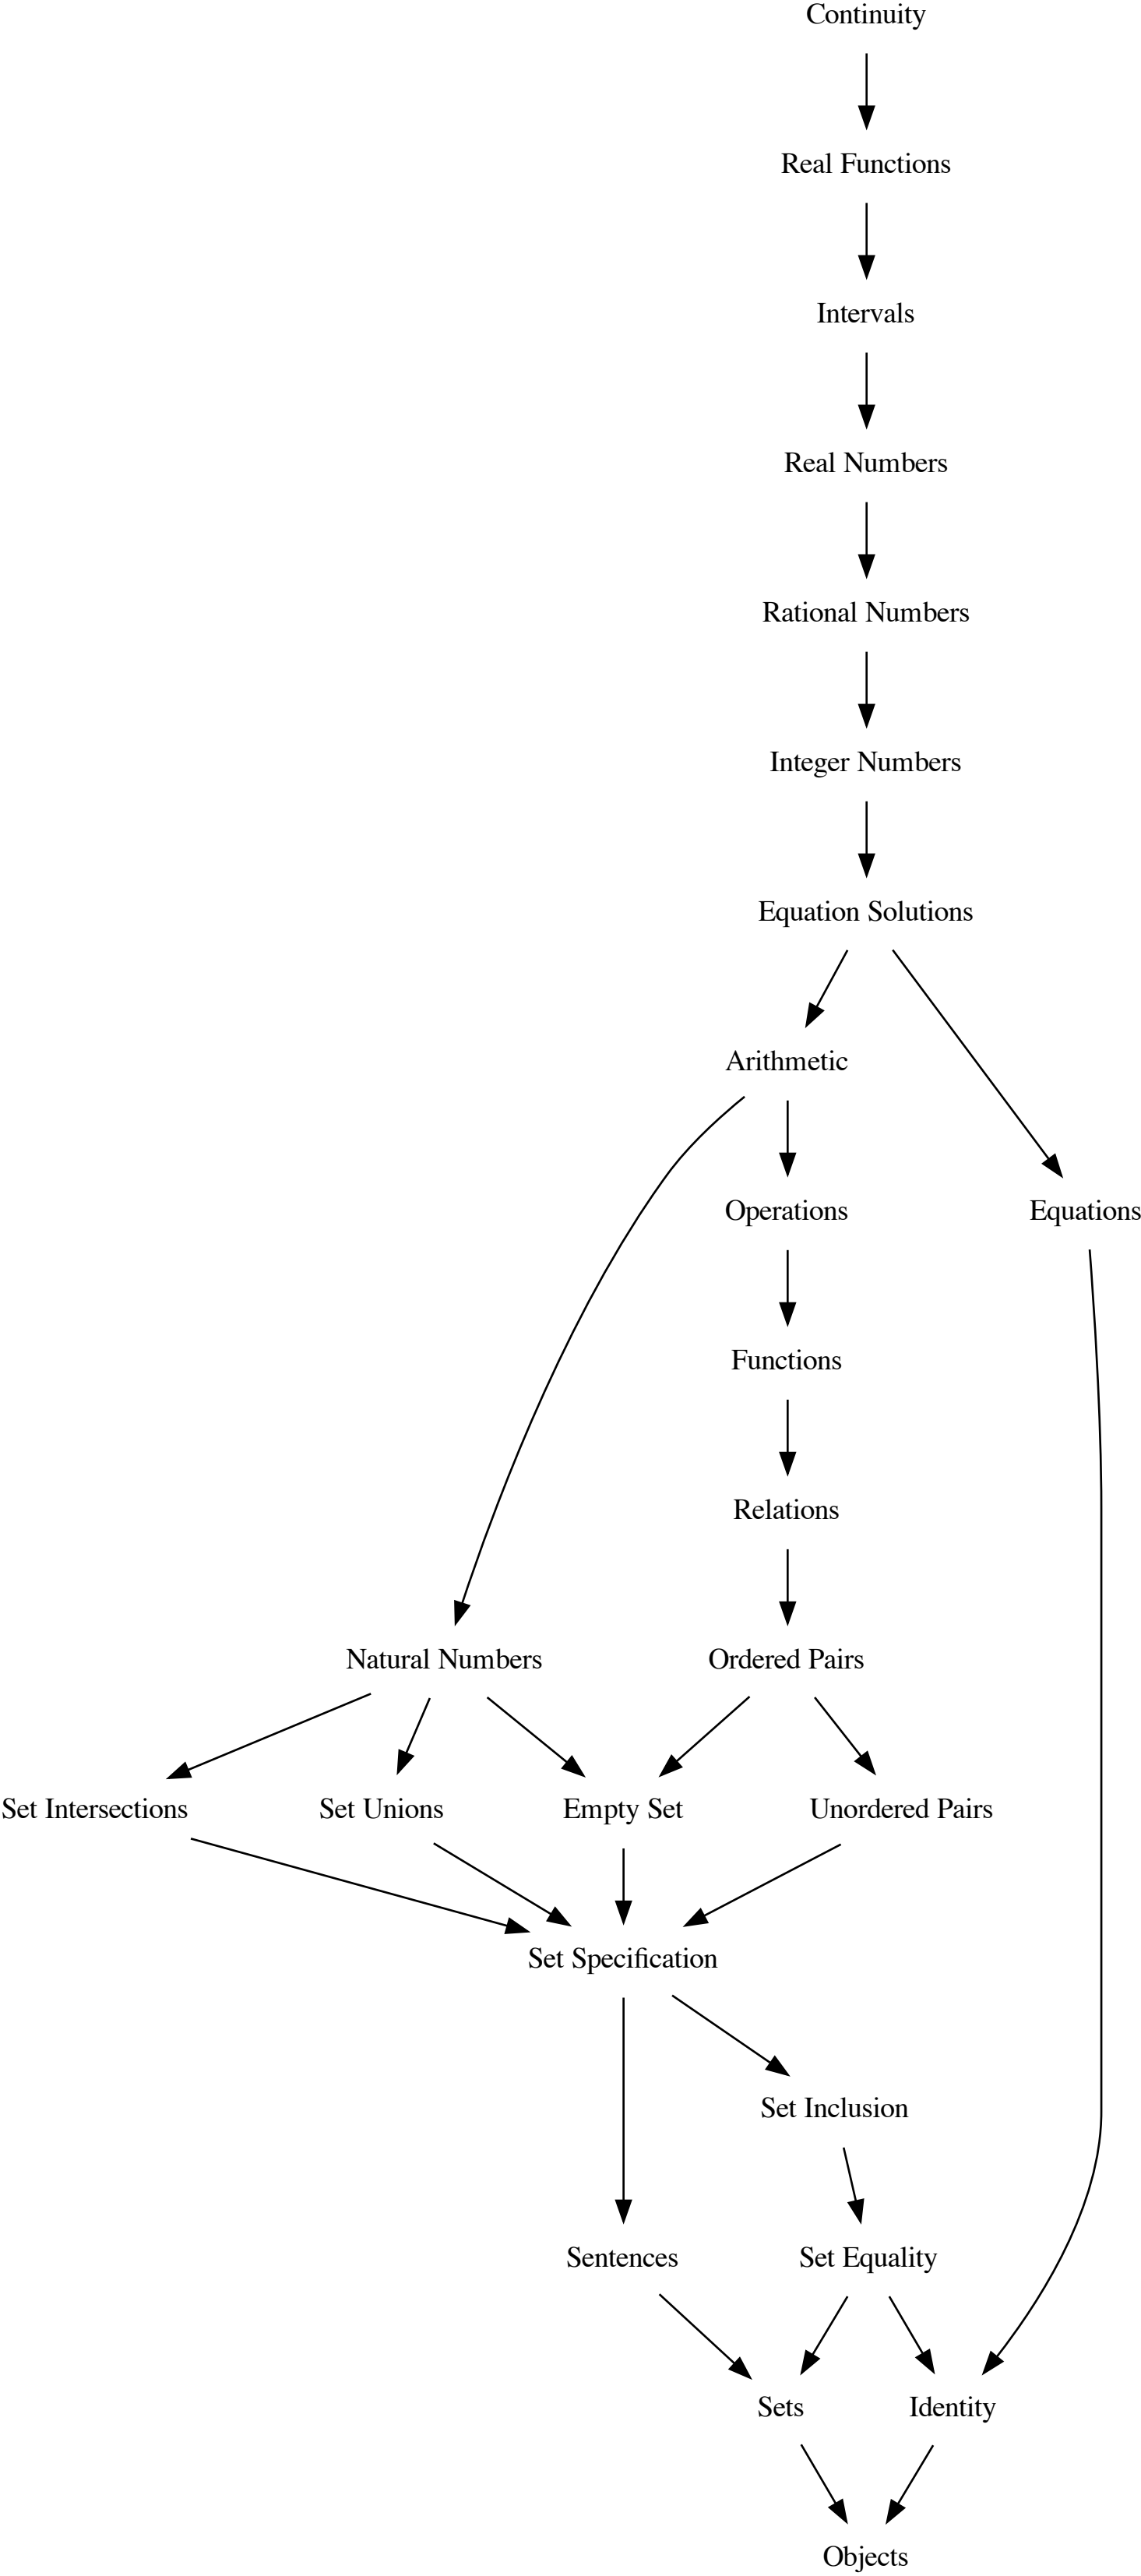 Continuity
Real Functions
Intervals
Real Numbers
Rational Numbers
Integer Numbers
Equation Solutions
Arithmetic
Operations
Equations
Functions
Relations
Natural Numbers
Ordered Pairs
Set Intersections
Set Unions
Empty Set
Unordered Pairs
Set Specification
Set Inclusion
Sentences
Set Equality
Sets
Identity
Objects